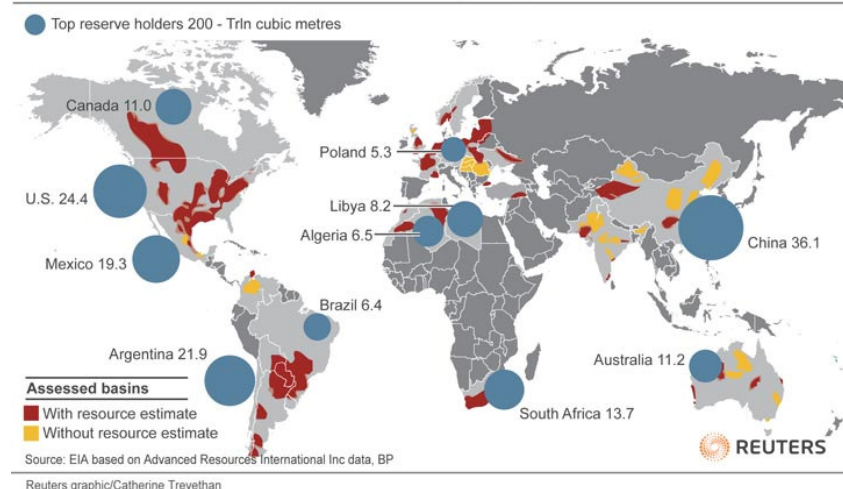 Top reserve holders 200 - Trln cubic metres
Canada 11.0
Poland 5.3
U.S. 24.4
Libya 8.2
Algeria 6.5
China 36.1
Mexico 19.3
Brazil 6.4
Argentina 21.9
Australia 11.2
South Africa 13.7
Assessed basins
With resource estimate
Without resource estimate
REUTERS
Source: EIA based on Advanced Resources International Inc data, BP
Reuters graphic/Catherine Trevethan